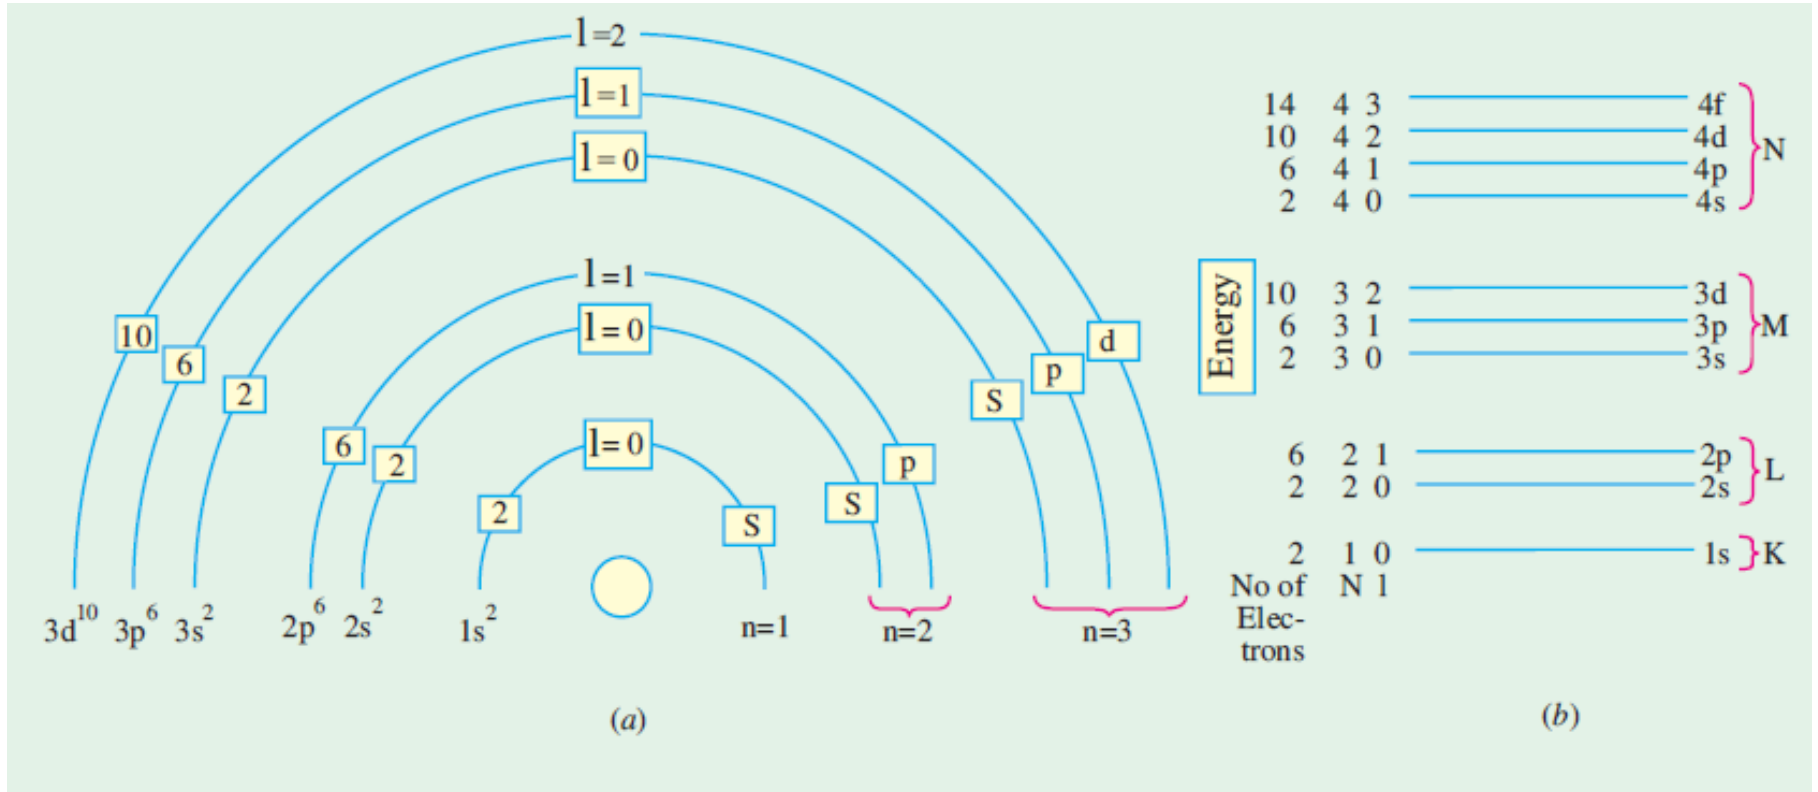 l=2
l=1
l=0
l=1
l=0
l=0
10
6
2
6
2
2
S
S
p
S
p
d
3d¹⁰ 3p⁶ 3s² 2p⁶ 2s² 1s² n=1 n=2 n=3
(a)
Energy
14 4 3 4f
10 4 2 4d
6 4 1 4p
2 4 0 4s
N
10 3 2 3d
6 3 1 3p
2 3 0 3s
M
6 2 1 2p
2 2 0 2s
L
2 1 0 1s K
No of N l
Elec-
trons
(b)